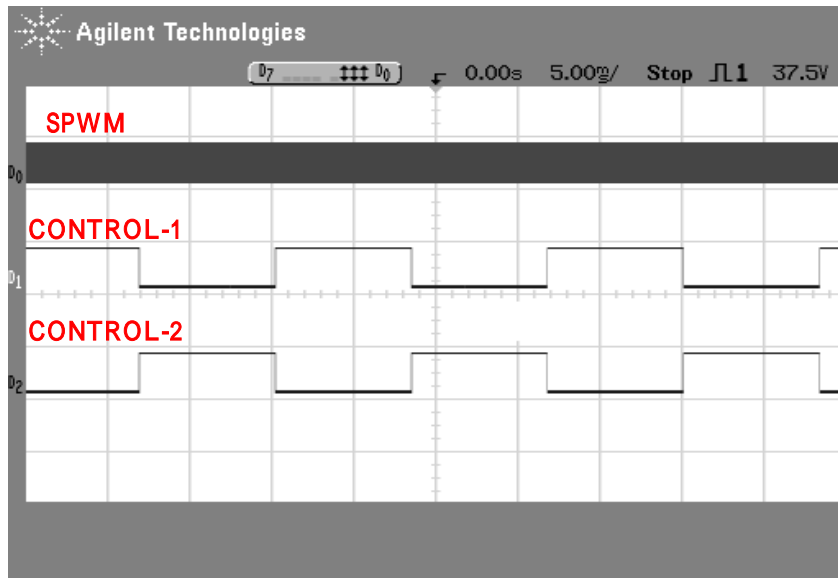 Agilent Technologies
D7 D0 0.00s 5.00m/ Stop 1 37.5V
SPWM
D0
CONTROL-1
D1
CONTROL-2
D2